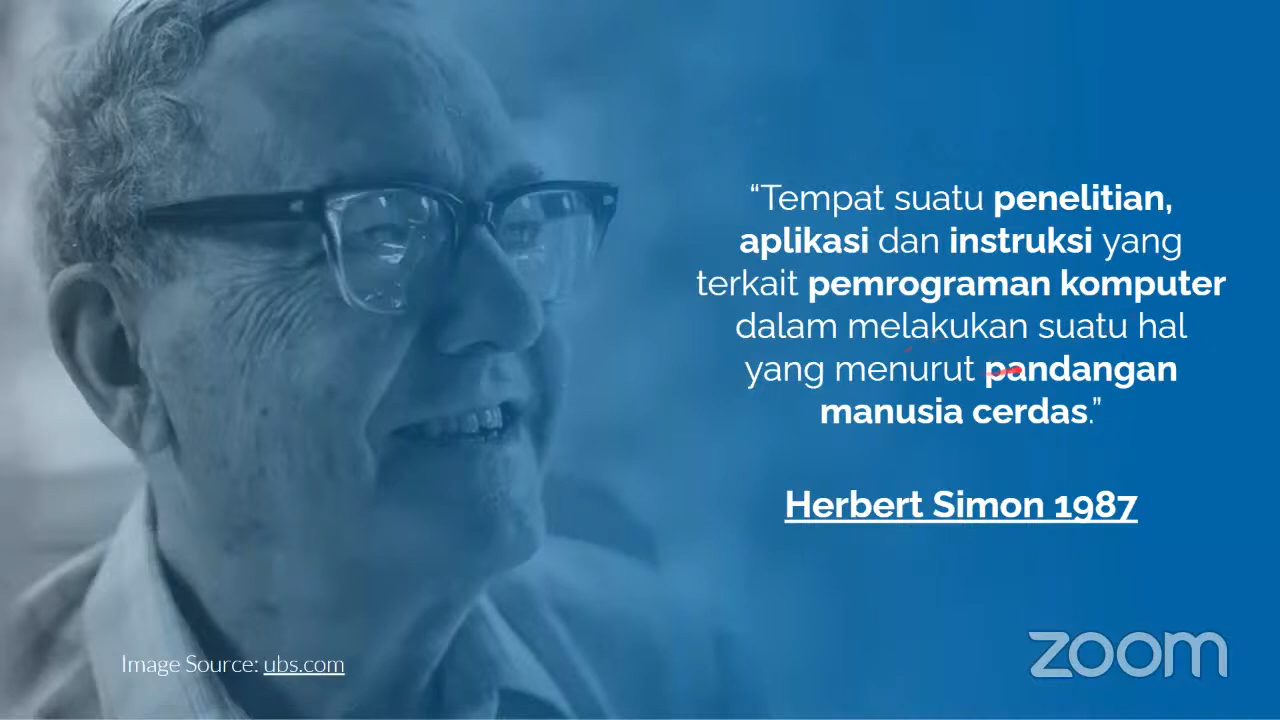 “Tempat suatu penelitian,
aplikasi dan instruksi yang
terkait pemrograman komputer
dalam melakukan suatu hal
yang menurut pandangan
manusia cerdas.”
Herbert Simon 1987
Image Source: ubs.com
zoom